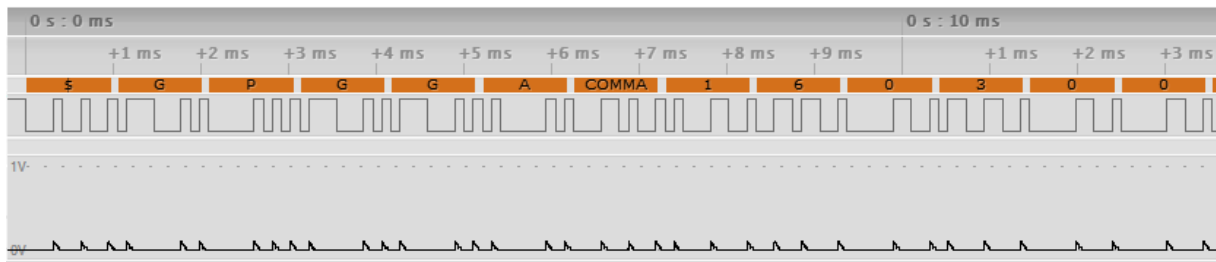 0 s : 0 ms 0 s : 10 ms
+1 ms +2 ms +3 ms +4 ms +5 ms +6 ms +7 ms +8 ms +9 ms +1 ms +2 ms +3 ms
$ G P G G A COMMA 1 6 0 3 0 0
1V
0V